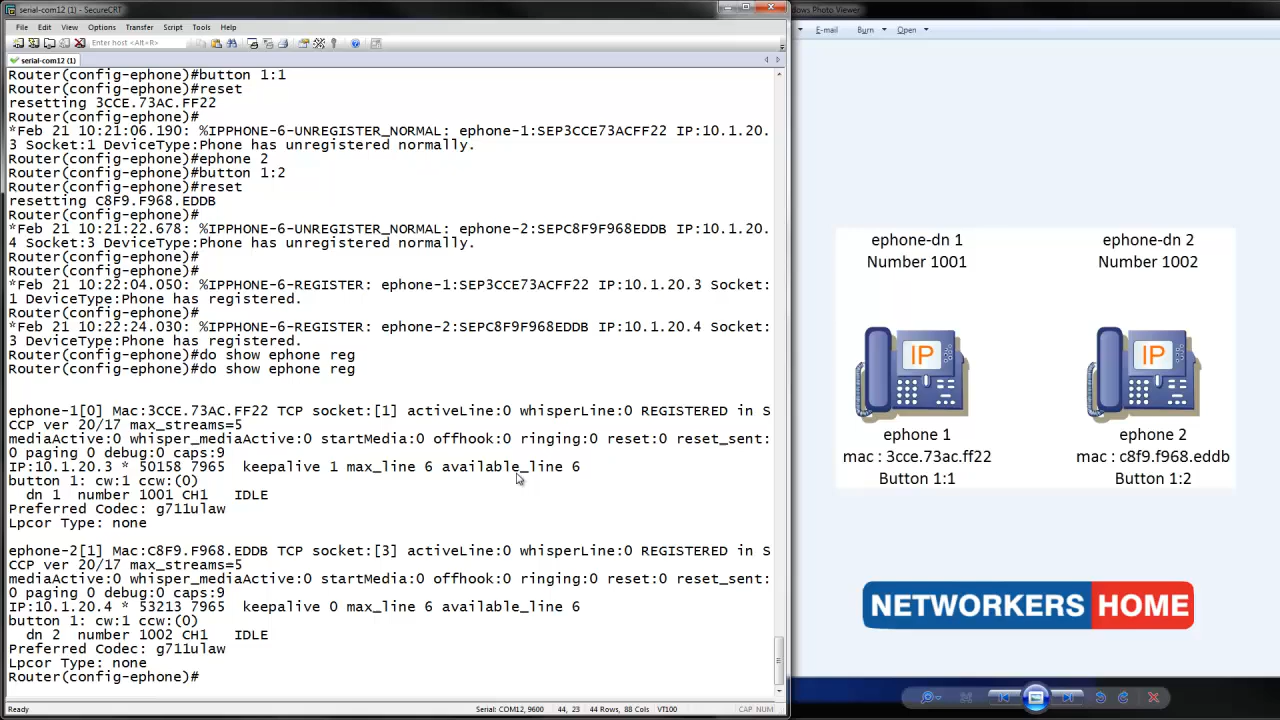 serial-com12 (1) - SecureCRT
File Edit View Options Transfer Script Tools Help
Enter host <Alt+R>
serial-com12 (1)
Router(config-ephone)#button 1:1
Router(config-ephone)#reset
resetting 3CCE.73AC.FF22
Router(config-ephone)#
*Feb 21 10:21:06.190: %IPPHONE-6-UNREGISTER_NORMAL: ephone-1:SEP3CCE73ACFF22 IP:10.1.20.
3 Socket:1 DeviceType:Phone has unregistered normally.
Router(config-ephone)#ephone 2
Router(config-ephone)#button 1:2
Router(config-ephone)#reset
resetting C8F9.F968.EDDB
Router(config-ephone)#
*Feb 21 10:21:22.678: %IPPHONE-6-UNREGISTER_NORMAL: ephone-2:SEPC8F9F968EDDB IP:10.1.20.
4 Socket:3 DeviceType:Phone has unregistered normally.
Router(config-ephone)#
Router(config-ephone)#
*Feb 21 10:22:04.050: %IPPHONE-6-REGISTER: ephone-1:SEP3CCE73ACFF22 IP:10.1.20.3 Socket:
1 DeviceType:Phone has registered.
Router(config-ephone)#
*Feb 21 10:22:24.030: %IPPHONE-6-REGISTER: ephone-2:SEPC8F9F968EDDB IP:10.1.20.4 Socket:
3 DeviceType:Phone has registered.
Router(config-ephone)#do show ephone reg
Router(config-ephone)#do show ephone reg
ephone-1[0] Mac:3CCE.73AC.FF22 TCP socket:[1] activeLine:0 whisperLine:0 REGISTERED in S
CCP ver 20/17 max_streams=5
mediaActive:0 whisper_mediaActive:0 startMedia:0 offhook:0 ringing:0 reset:0 reset_sent:
0 paging 0 debug:0 caps:9
IP:10.1.20.3 * 50158 7965  keepalive 1 max_line 6 available_line 6
button 1: cw:1 ccw:(0)
dn 1  number 1001 CH1   IDLE
Preferred Codec: g711ulaw
Lpcor Type: none
ephone-2[1] Mac:C8F9.F968.EDDB TCP socket:[3] activeLine:0 whisperLine:0 REGISTERED in S
CCP ver 20/17 max_streams=5
mediaActive:0 whisper_mediaActive:0 startMedia:0 offhook:0 ringing:0 reset:0 reset_sent:
0 paging 0 debug:0 caps:9
IP:10.1.20.4 * 53213 7965  keepalive 0 max_line 6 available_line 6
button 1: cw:1 ccw:(0)
dn 2  number 1002 CH1   IDLE
Preferred Codec: g711ulaw
Lpcor Type: none
Router(config-ephone)#
Ready Serial: COM12, 9600 44, 23 44 Rows, 88 Cols VT100 CAP NUM
Photo Viewer
E-mail Burn Open
ephone-dn 1 ephone-dn 2
Number 1001 Number 1002
IP IP
ephone 1 ephone 2
mac : 3cce.73ac.ff22 mac : c8f9.f968.eddb
Button 1:1 Button 1:2
NETWORKERS HOME